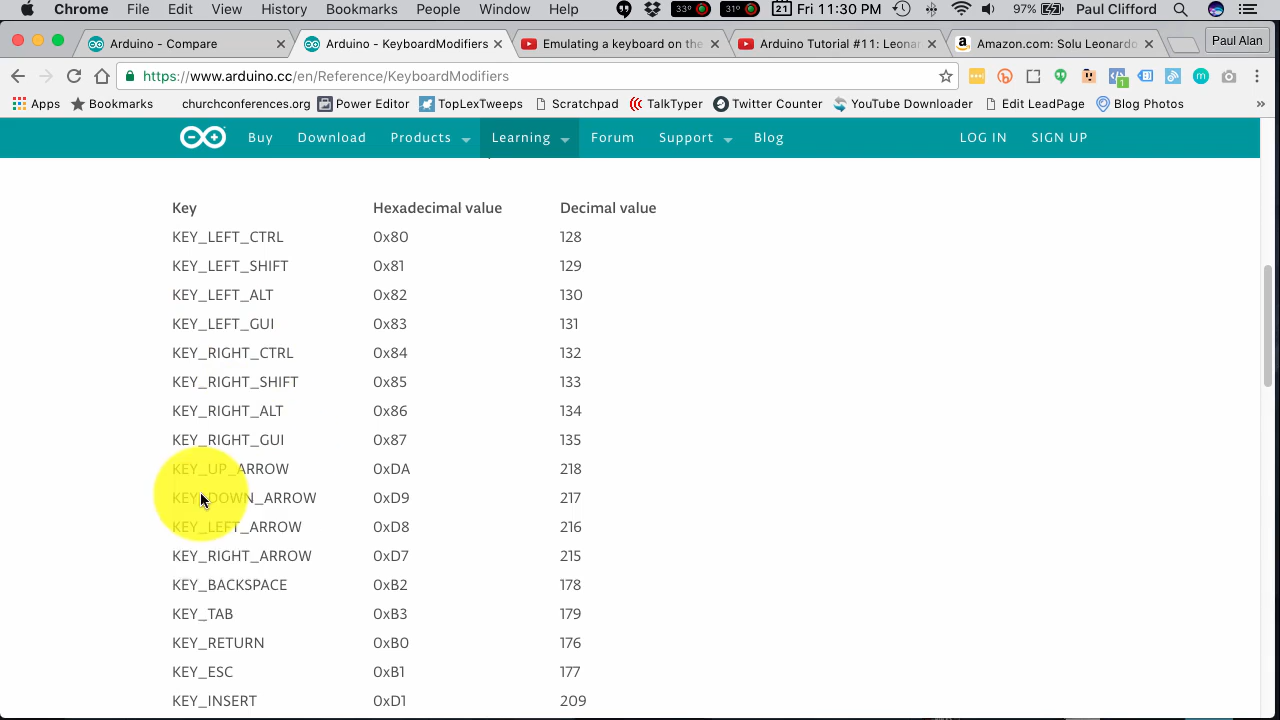 Chrome File Edit View History Bookmarks People Window Help 33° 31° 21 Fri 11:30 PM 97% Paul Clifford
Arduino - Compare
Arduino - KeyboardModifiers
Emulating a keyboard on the
Arduino Tutorial #11: Leonar
Amazon.com: Solu Leonardo
Paul Alan
https://www.arduino.cc/en/Reference/KeyboardModifiers
Apps Bookmarks churchconferences.org Power Editor TapLexTweeps Scratchpad TalkTyper Twitter Counter YouTube Downloader Edit LeadPage Blog Photos »
Buy Download Products Learning Forum Support Blog LOG IN SIGN UP
Key Hexadecimal value Decimal value
KEY_LEFT_CTRL 0x80 128
KEY_LEFT_SHIFT 0x81 129
KEY_LEFT_ALT 0x82 130
KEY_LEFT_GUI 0x83 131
KEY_RIGHT_CTRL 0x84 132
KEY_RIGHT_SHIFT 0x85 133
KEY_RIGHT_ALT 0x86 134
KEY_RIGHT_GUI 0x87 135
KEY_UP_ARROW 0xDA 218
KEY_DOWN_ARROW 0xD9 217
KEY_LEFT_ARROW 0xD8 216
KEY_RIGHT_ARROW 0xD7 215
KEY_BACKSPACE 0xB2 178
KEY_TAB 0xB3 179
KEY_RETURN 0xB0 176
KEY_ESC 0xB1 177
KEY_INSERT 0xD1 209